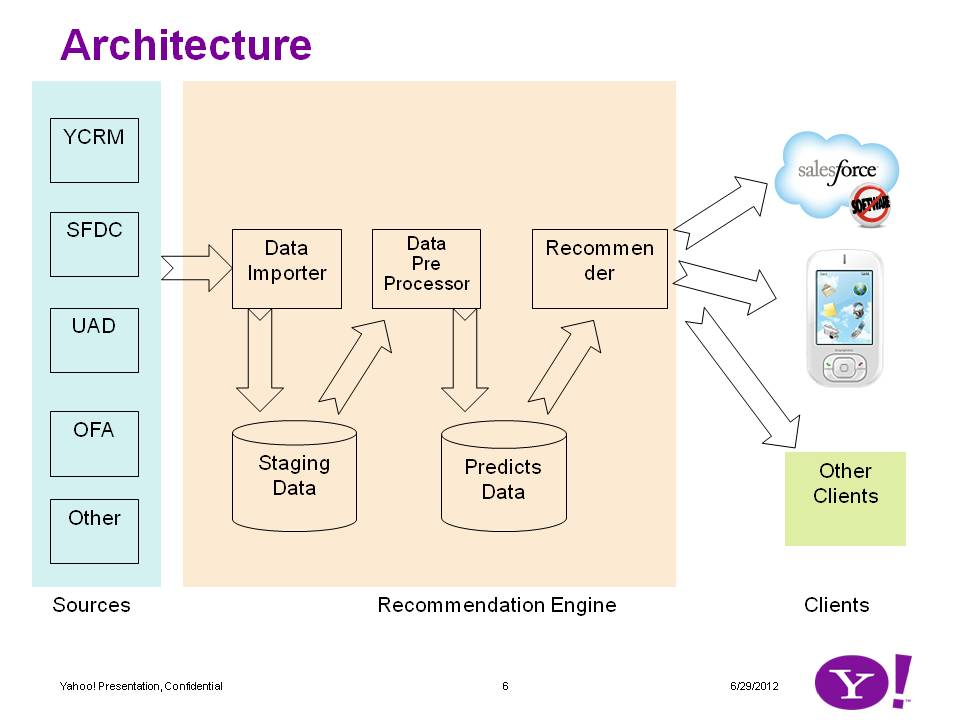 Architecture
YCRM
SFDC
UAD
OFA
Other
Data
Importer
Data
Pre
Processor
Recommen
der
Staging
Data
Predicts
Data
salesforce
SOFTWARE
Other
Clients
Sources
Recommendation Engine
Clients
Yahoo! Presentation, Confidential
6
6/29/2012
Y!